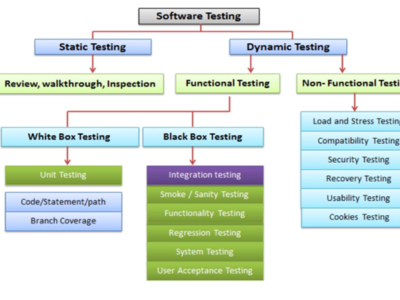 Software Testing
Static Testing
Dynamic Testing
Review, walkthrough, Inspection
Functional Testing
Non- Functional Testi
White Box Testing
Black Box Testing
Unit Testing
Code/Statement/path
Branch Coverage
Integration testing
Smoke / Sanity Testing
Functionality Testing
Regression Testing
System Testing
User Acceptance Testing
Load and Stress Testing
Compatibility Testing
Security Testing
Recovery Testing
Usability Testing
Cookies Testing